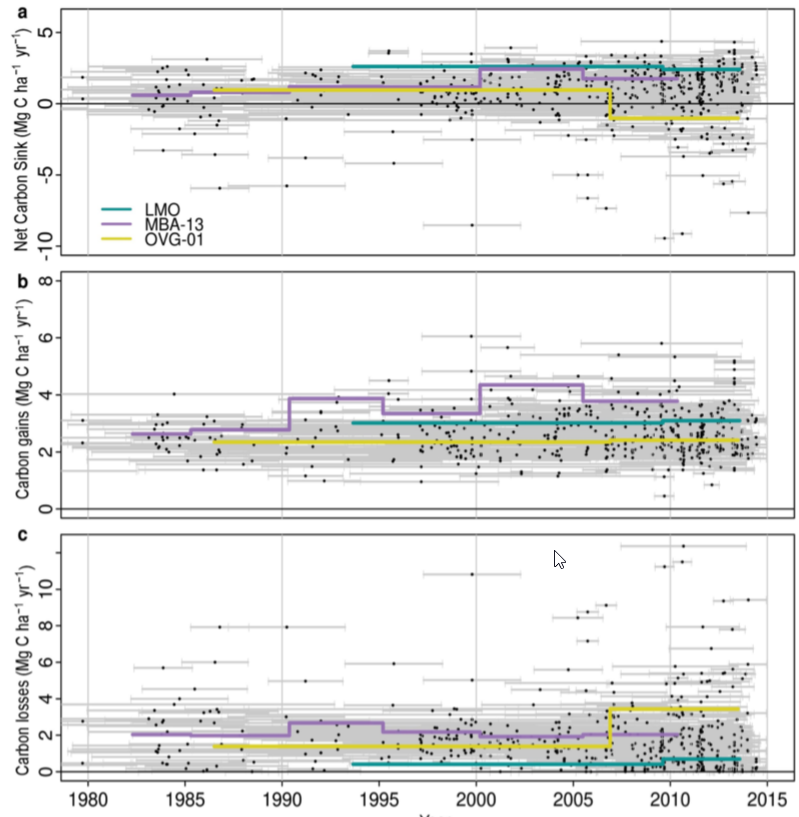 a
Net Carbon Sink (Mg C ha⁻¹ yr⁻¹)
5
0
-5
-10
LMO
MBA-13
OVG-01
b
Carbon gains (Mg C ha⁻¹ yr⁻¹)
8
6
4
2
0
c
Carbon losses (Mg C ha⁻¹ yr⁻¹)
10
8
6
4
2
0
1980 1985 1990 1995 2000 2005 2010 2015